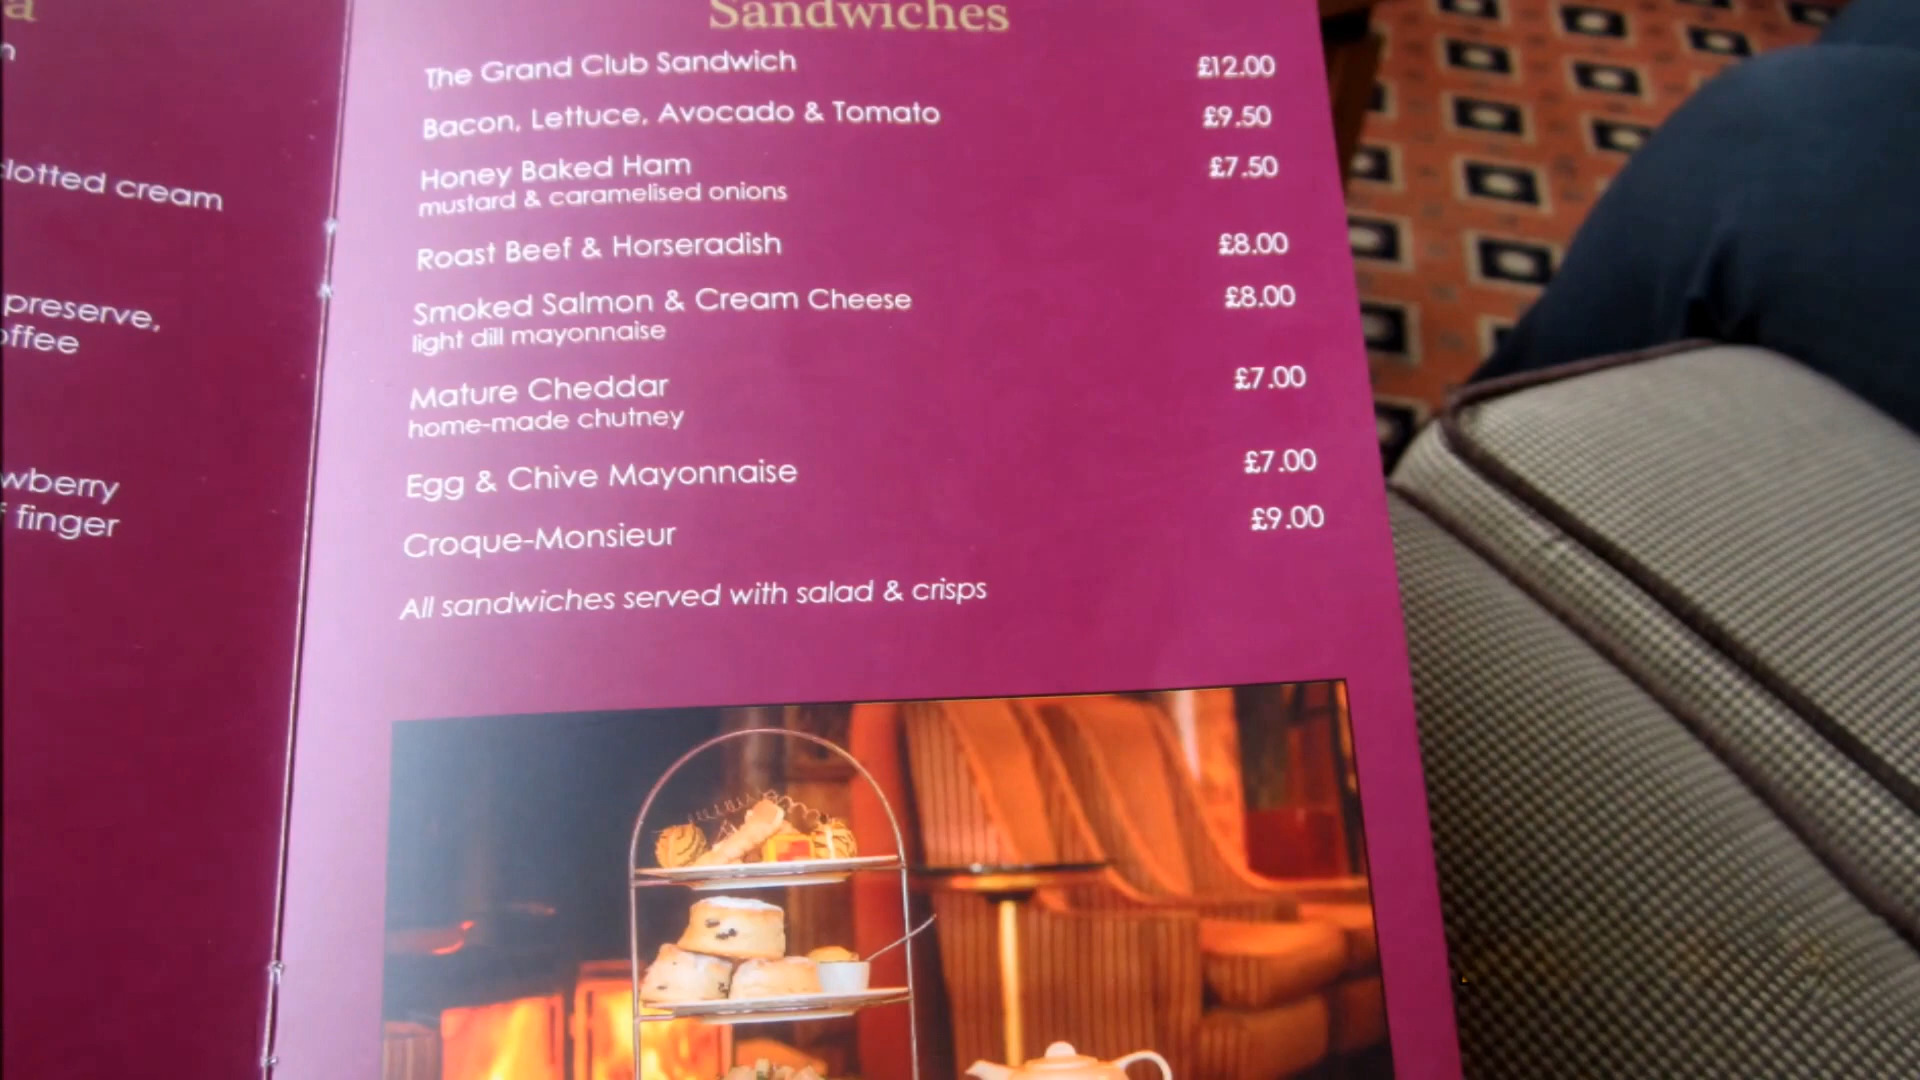 a
n
clotted cream
preserve,
offee
wberry
finger
Sandwiches
The Grand Club Sandwich £12.00
Bacon, Lettuce, Avocado & Tomato £9.50
Honey Baked Ham £7.50
mustard & caramelised onions
Roast Beef & Horseradish £8.00
Smoked Salmon & Cream Cheese £8.00
light dill mayonnaise
Mature Cheddar £7.00
home-made chutney
Egg & Chive Mayonnaise £7.00
Croque-Monsieur £9.00
All sandwiches served with salad & crisps